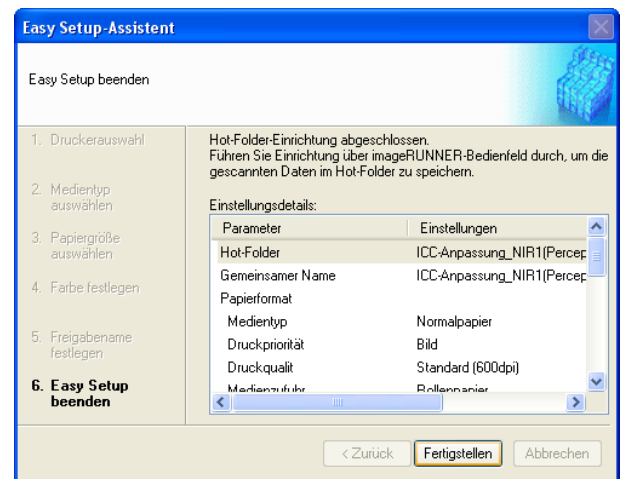 Easy Setup-Assistent
Easy Setup beenden
1. Druckerauswahl
2. Medientyp
auswählen
3. Papiergröße
auswählen
4. Farbe festlegen
5. Freigabename
festlegen
6. Easy Setup
beenden
Hot-Folder-Einrichtung abgeschlossen.
Führen Sie Einrichtung über imageRUNNER-Bedienfeld durch, um die
gescannten Daten im Hot-Folder zu speichern.
Einstellungsdetails:
Parameter Einstellungen
Hot-Folder ICC-Anpassung_NIR1(Percep
Gemeinsamer Name ICC-Anpassung_NIR1(Percep
Papierformat
Medientyp Normalpapier
Druckpriorität Bild
Druckqualit Standard (600dpi)
Medienzufuhr Rollenpapier
< Zurück Fertigstellen Abbrechen